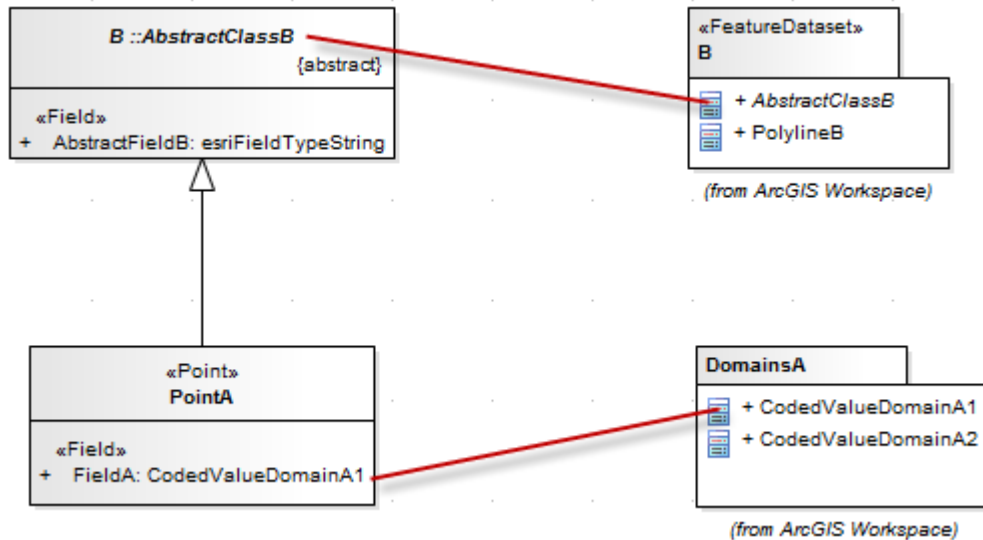 B ::AbstractClassB
{abstract}
«Field»
+ AbstractFieldB: esriFieldTypeString
«FeatureDataset»
B
+ AbstractClassB
+ PolylineB
(from ArcGIS Workspace)
«Point»
PointA
«Field»
+ FieldA: CodedValueDomainA1
DomainsA
+ CodedValueDomainA1
+ CodedValueDomainA2
(from ArcGIS Workspace)